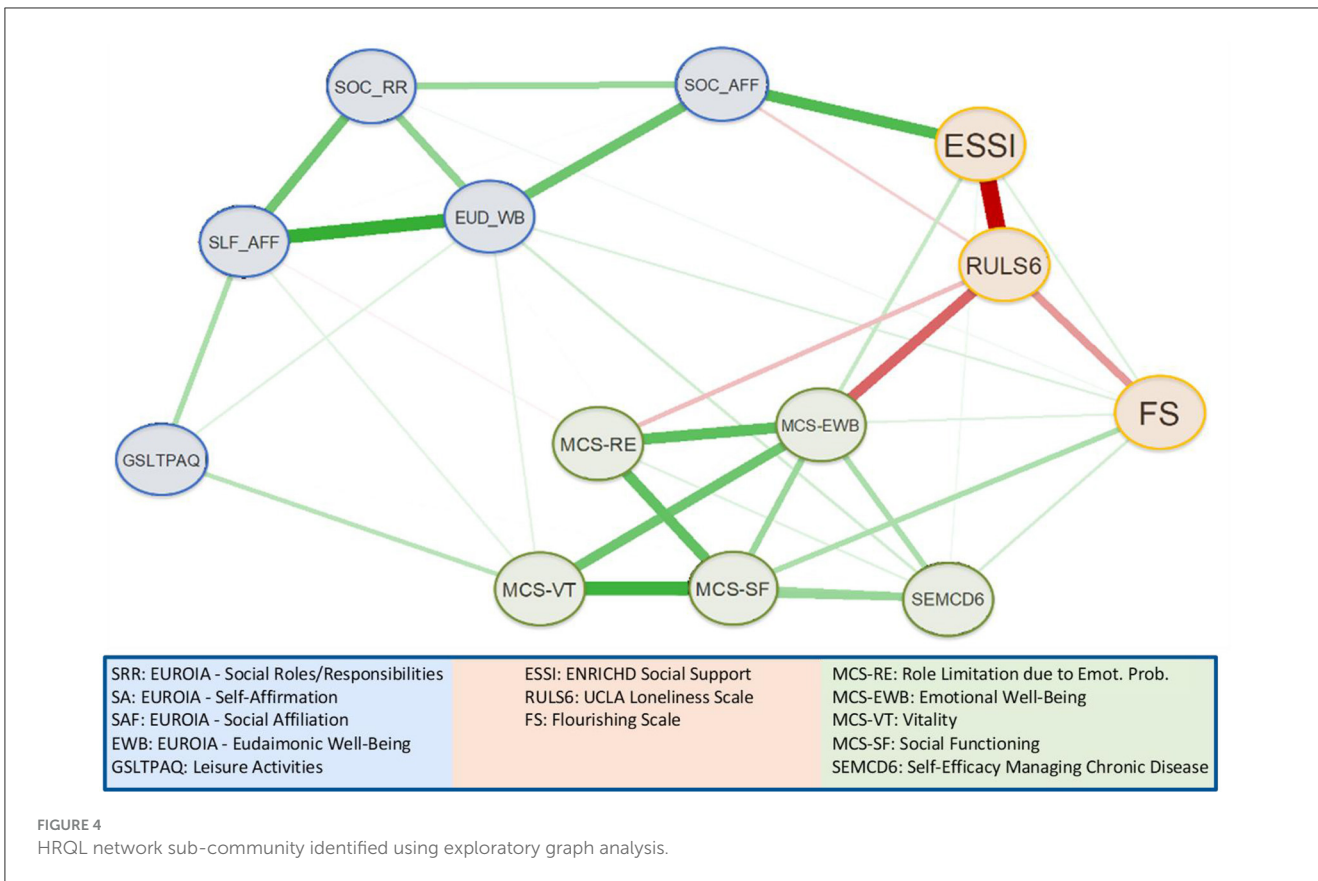 SOC_RR
SOC_AFF
ESSI
EUD_WB
SLF_AFF
RULS6
FS
MCS-EWB
MCS-RE
GSLTPAQ
MCS-VT
MCS-SF
SEMCD6
SRR: EUROIA - Social Roles/Responsibilities
SA: EUROIA - Self-Affirmation
SAF: EUROIA - Social Affiliation
EWB: EUROIA - Eudaimonic Well-Being
GSLTPAQ: Leisure Activities
ESSI: ENRICHD Social Support
RULS6: UCLA Loneliness Scale
FS: Flourishing Scale
MCS-RE: Role Limitation due to Emot. Prob.
MCS-EWB: Emotional Well-Being
MCS-VT: Vitality
MCS-SF: Social Functioning
SEMCD6: Self-Efficacy Managing Chronic Disease
FIGURE 4
HRQL network sub-community identified using exploratory graph analysis.